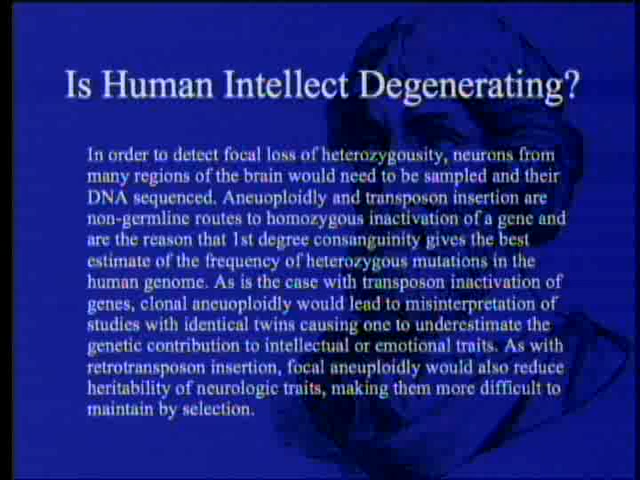 Is Human Intellect Degenerating?
In order to detect focal loss of heterozygousity, neurons from
many regions of the brain would need to be sampled and their
DNA sequenced. Aneuoploidly and transposon insertion are
non-germline routes to homozygous inactivation of a gene and
are the reason that 1st degree consanguinity gives the best
estimate of the frequency of heterozygous mutations in the
human genome. As is the case with transposon inactivation of
genes, clonal aneuoploidly would lead to misinterpretation of
studies with identical twins causing one to underestimate the
genetic contribution to intellectual or emotional traits. As with
retrotransposon insertion, focal aneuploidly would also reduce
heritability of neurologic traits, making them more difficult to
maintain by selection.